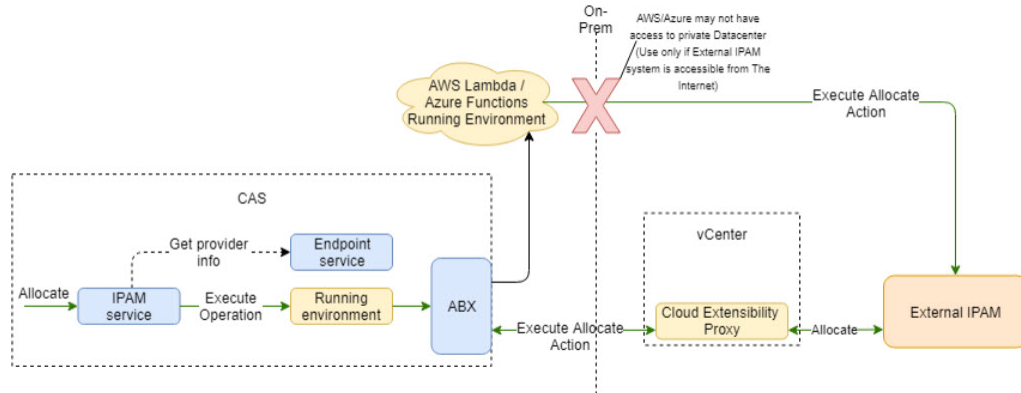 On-
Prem
AWS/Azure may not have
access to private Datacenter
(Use only if External IPAM
system is accessible from The
Internet)
AWS Lambda /
Azure Functions
Running Environment
Execute Allocate
Action
CAS
Get provider
info
Endpoint
service
Allocate
IPAM
service
Execute
Operation
Running
environment
ABX
Execute Allocate
Action
vCenter
Cloud Extensibility
Proxy
Allocate
External IPAM